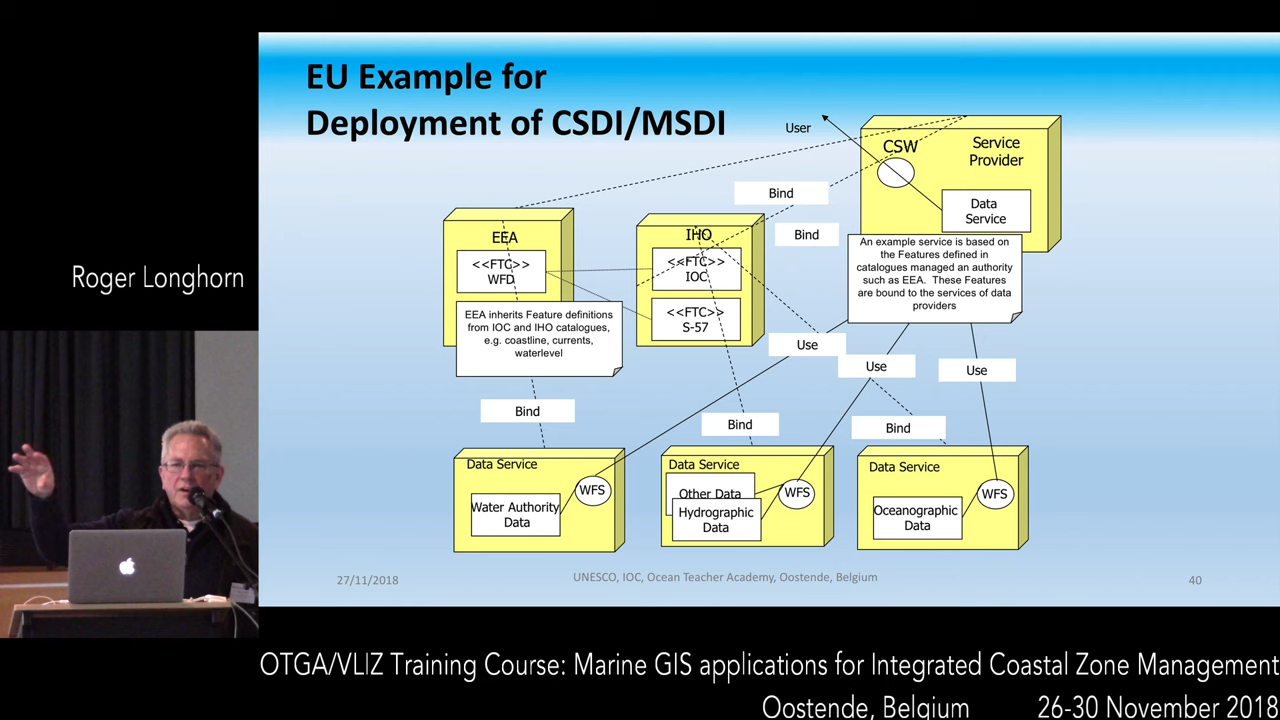 EU Example for
Deployment of CSDI/MSDI
User
CSW
Service
Provider
Data
Service
Bind
Bind
EEA
<<FTC>>
WFD
IHO
<<FTC>>
IOC
<<FTC>>
S-57
An example service is based on
the Features defined in
catalogues managed an authority
such as EEA. These Features
are bound to the services of data
providers
EEA inherits Feature definitions
from IOC and IHO catalogues,
e.g. coastline, currents,
waterlevel
Use
Use
Use
Bind
Bind
Bind
Data Service
WFS
Water Authority
Data
Data Service
Other Data
Hydrographic
Data
WFS
Data Service
Oceanographic
Data
WFS
27/11/2018
UNESCO, IOC, Ocean Teacher Academy, Oostende, Belgium
40
Roger Longhorn
OTGA/VLIZ Training Course: Marine GIS applications for Integrated Coastal Zone Management
Oostende, Belgium 26-30 November 2018